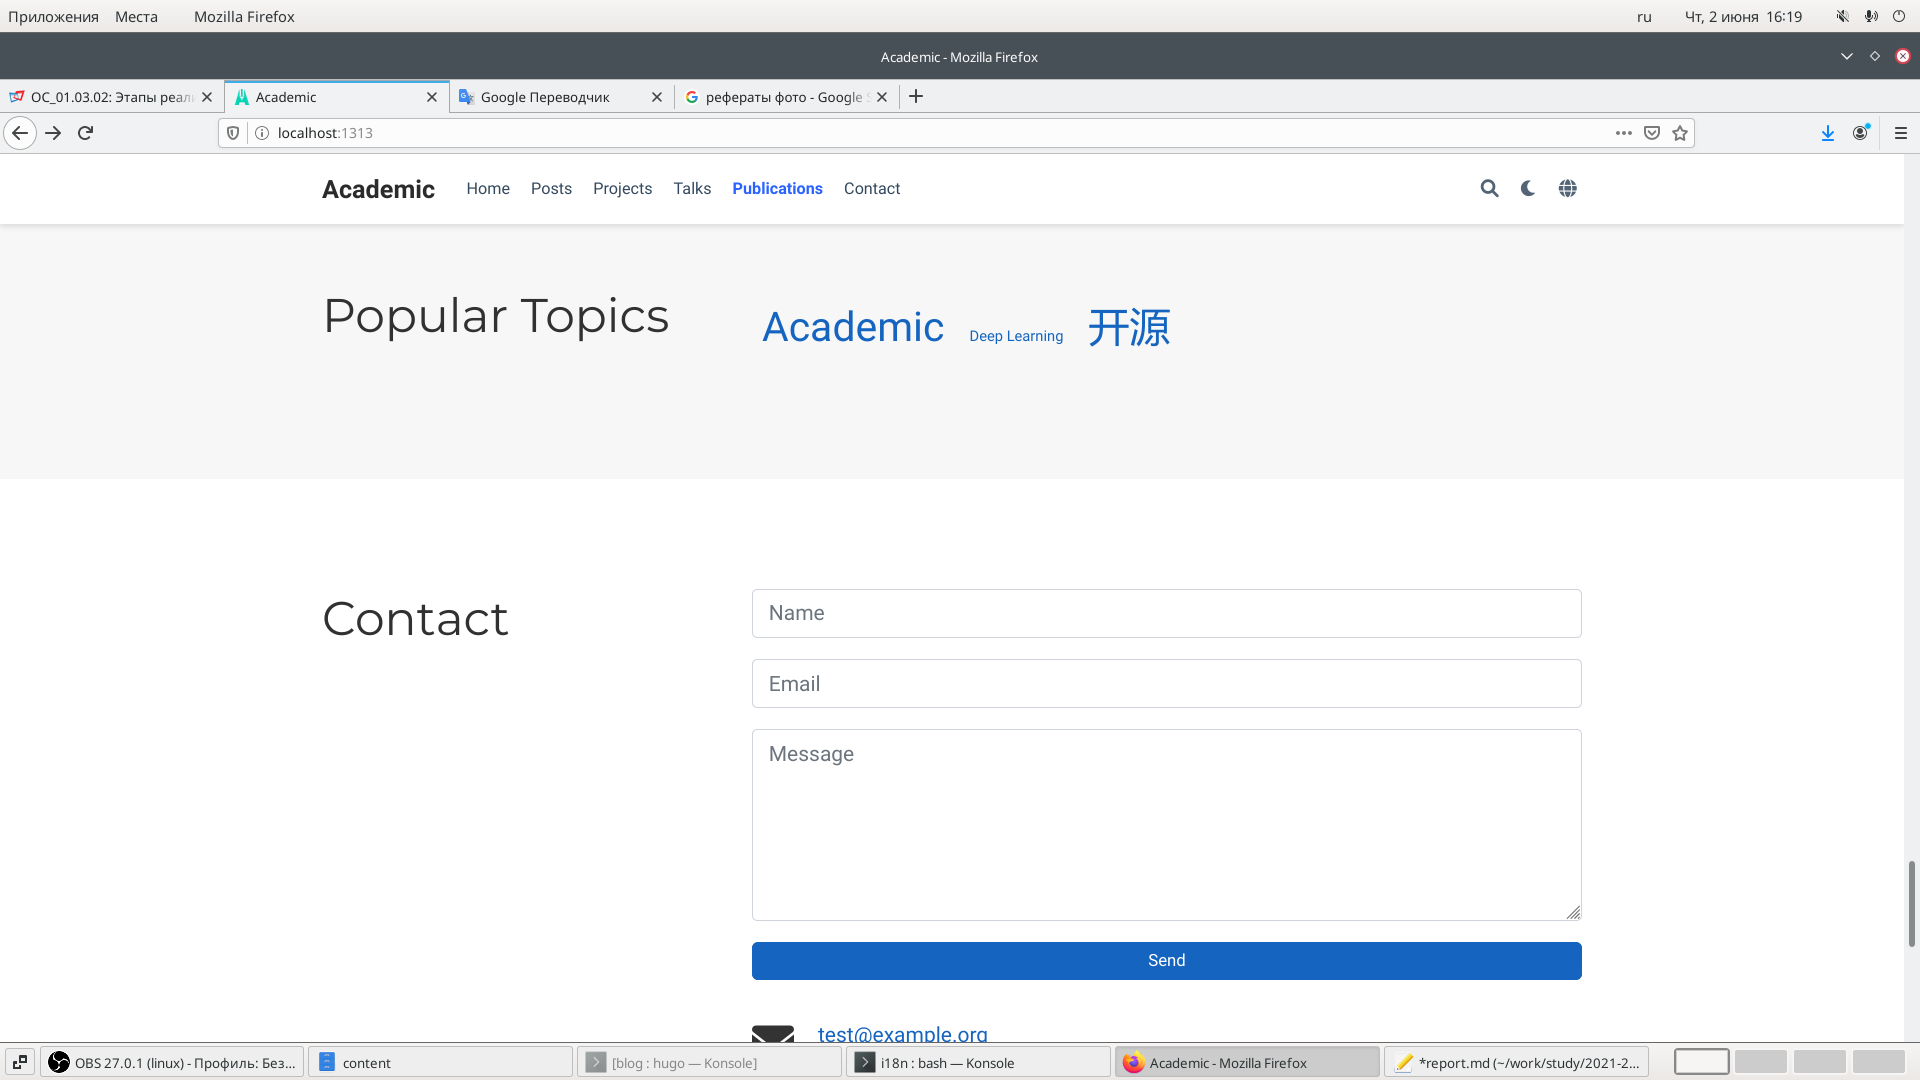 Приложения Места Mozilla Firefox ru Чт, 2 июня 16:19
Academic - Mozilla Firefox
ОС_01.03.02: Этапы реал Academic Google Переводчик рефераты фото - Google S
localhost:1313
Academic Home Posts Projects Talks Publications Contact
Popular Topics Academic Deep Learning 开源
Contact
Name
Email
Message
Send
test@example.org
OBS 27.0.1 (linux) - Профиль: Без... content [blog : hugo — Konsole] i18n : bash — Konsole Academic - Mozilla Firefox *report.md (~/work/study/2021-2...